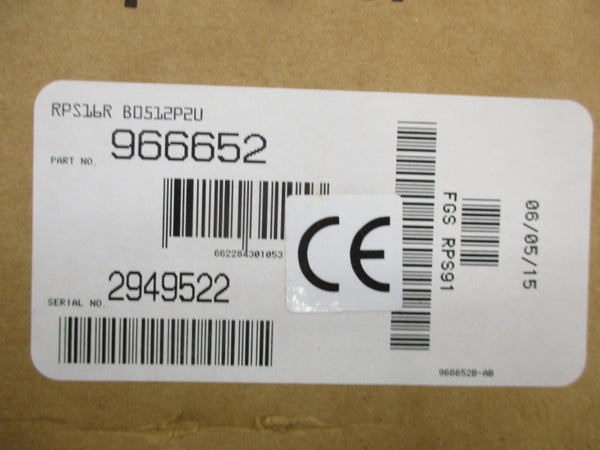 RPS16R BD512P2U
PART NO. 966652
662284301053
CE
SERIAL NO. 2949522
FGS RPS91
06/05/15
966652B-AB